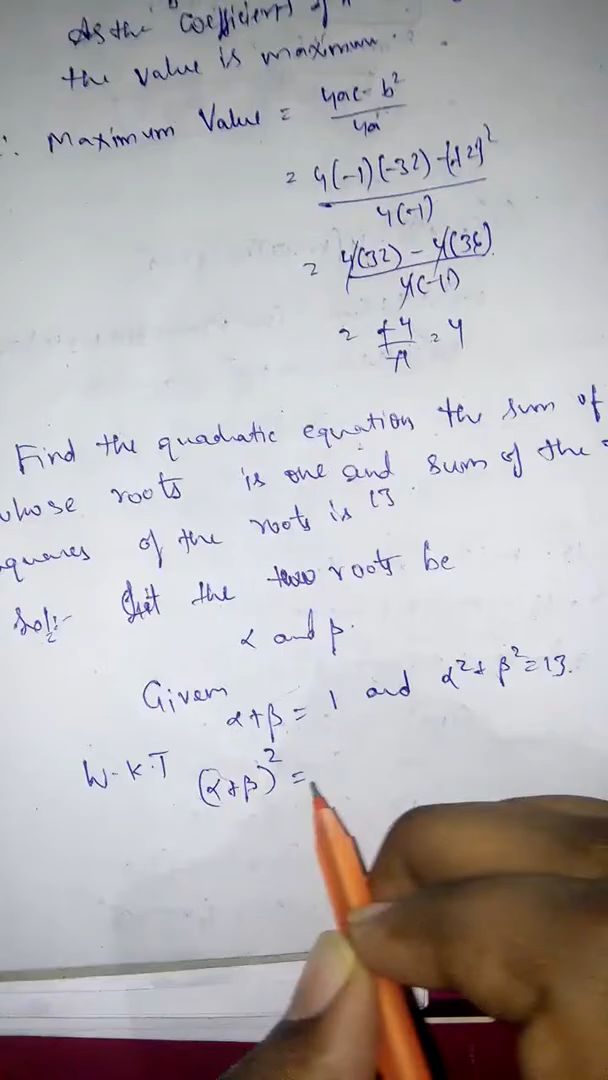 As the coefficient of
the value is maximum.
Maximum Value = 4ac - b² / 4a
= 4(-1)(-32) - (12)² / 4(-1)
= 4(32) - 4(36) / 4(-1)
= -4 / -1 = 4
Find the quadratic equation the sum of
whose roots is one and sum of the
squares of the roots is 13.
Sol:- Let the two roots be
α and β.
Given α+β = 1 and α²+β²=13.
W.K.T (α+β)² =